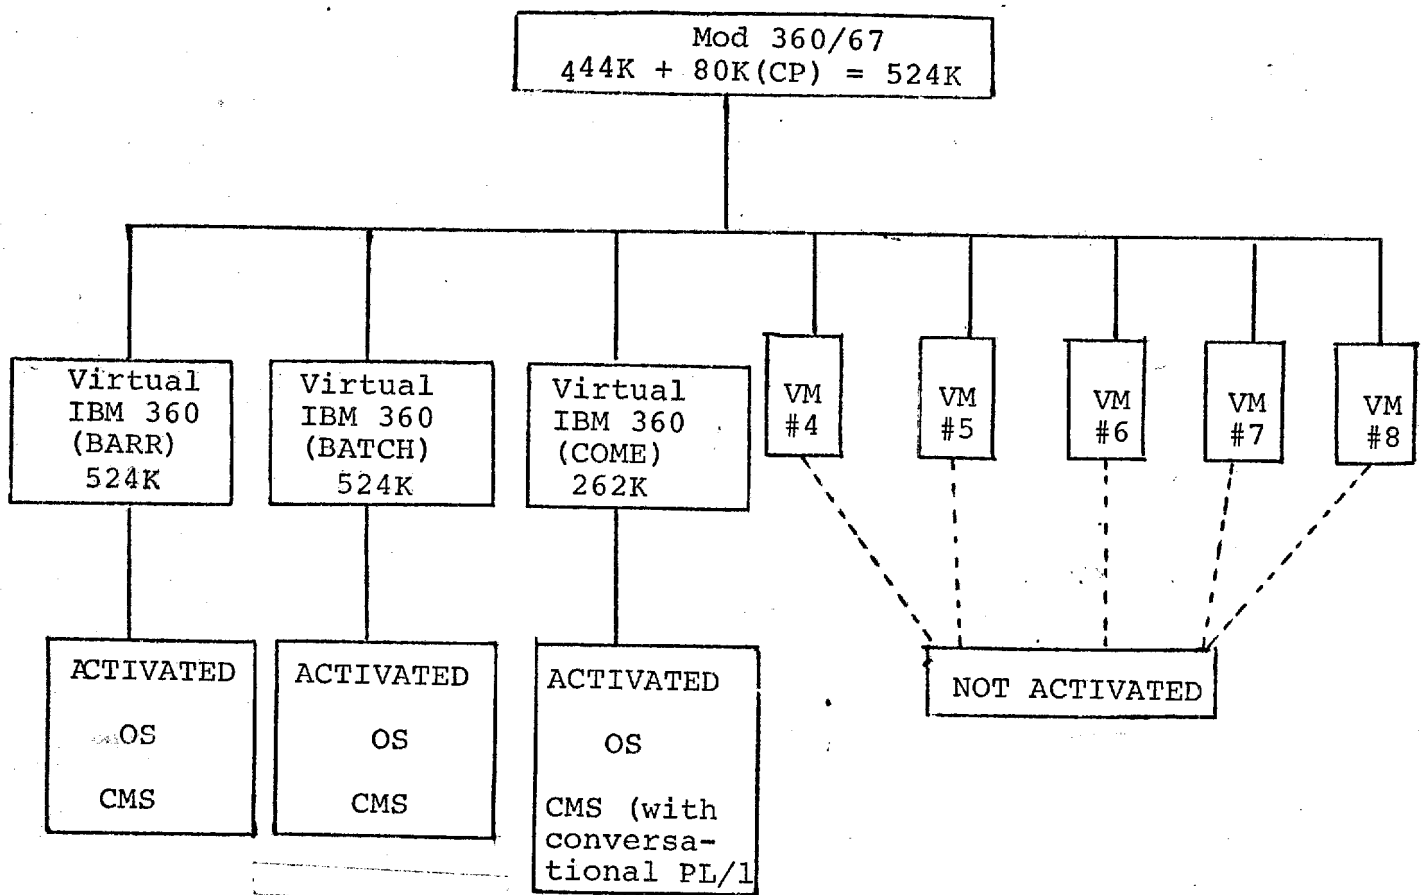 Mod 360/67
444K + 80K(CP) = 524K
Virtual
IBM 360
(BARR)
524K
Virtual
IBM 360
(BATCH)
524K
Virtual
IBM 360
(COME)
262K
VM
#4
VM
#5
VM
#6
VM
#7
VM
#8
ACTIVATED
OS
CMS
ACTIVATED
OS
CMS
ACTIVATED
OS
CMS (with
conversa-
tional PL/1
NOT ACTIVATED